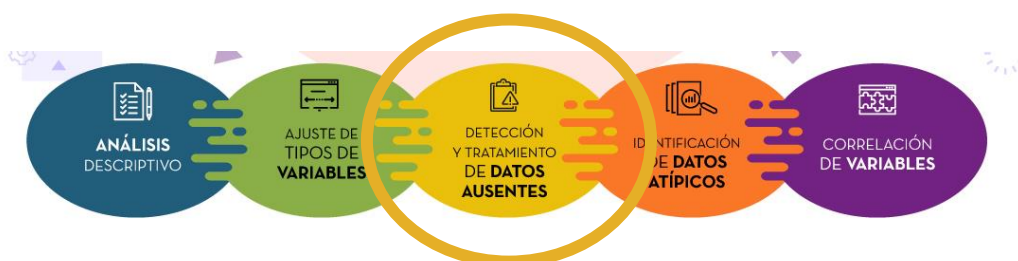 ANÁLISIS
DESCRIPTIVO
AJUSTE DE
TIPOS DE
VARIABLES
DETECCIÓN
Y TRATAMIENTO
DE DATOS
AUSENTES
IDENTIFICACIÓN
DE DATOS
ATÍPICOS
CORRELACIÓN
DE VARIABLES